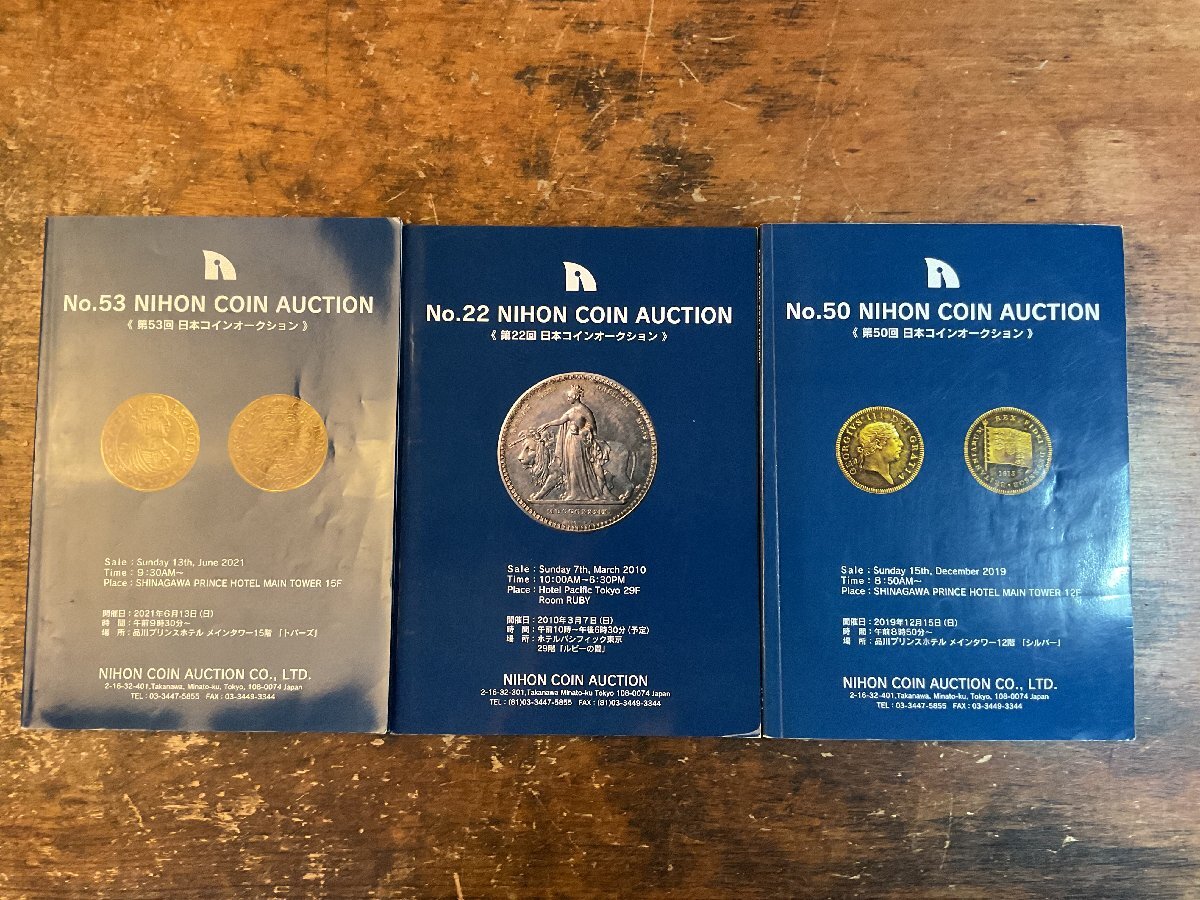 No.53 NIHON COIN AUCTION
《 第53回 日本コインオークション 》
Sale : Sunday 13th, June 2021
Time : 9:30AM~
Place : SHINAGAWA PRINCE HOTEL MAIN TOWER 15F
開催日：2021年6月13日(日)
時 間：午前9時30分~
場 所：品川プリンスホテル メインタワー15階 「トパーズ」
NIHON COIN AUCTION CO., LTD.
2-16-32-401,Takanawa, Minato-ku, Tokyo, 108-0074 Japan
TEL : 03-3447-5855 FAX : 03-3449-3344
No.22 NIHON COIN AUCTION
《 第22回 日本コインオークション 》
Sale : Sunday 7th, March 2010
Time : 10:00AM~6:30PM
Place : Hotel Pacific Tokyo 29F
Room RUBY
開催日：2010年3月7日(日)
時 間：午前10時~午後6時30分(予定)
場 所：ホテルパシフィック東京
29階「ルビーの間」
NIHON COIN AUCTION
2-16-32-301,Takanawa Minato-ku Tokyo 108-0074 Japan
TEL : (81)03-3447-5855 FAX : (81)03-3449-3344
No.50 NIHON COIN AUCTION
《 第50回 日本コインオークション 》
GEORGIVS III DEI GRATIA
1813
Sale : Sunday 15th, December 2019
Time : 8:50AM~
Place : SHINAGAWA PRINCE HOTEL MAIN TOWER 12F
開催日：2019年12月15日(日)
時 間：午前8時50分~
場 所：品川プリンスホテル メインタワー12階 「シルバー」
NIHON COIN AUCTION CO., LTD.
2-16-32-401,Takanawa, Minato-ku, Tokyo, 108-0074 Japan
TEL : 03-3447-5855 FAX : 03-3449-3344